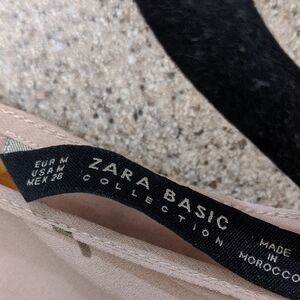 EUR M
USA M
MEX 28
ZARA BASIC
COLLECTION
MADE
IN
MOROCCO